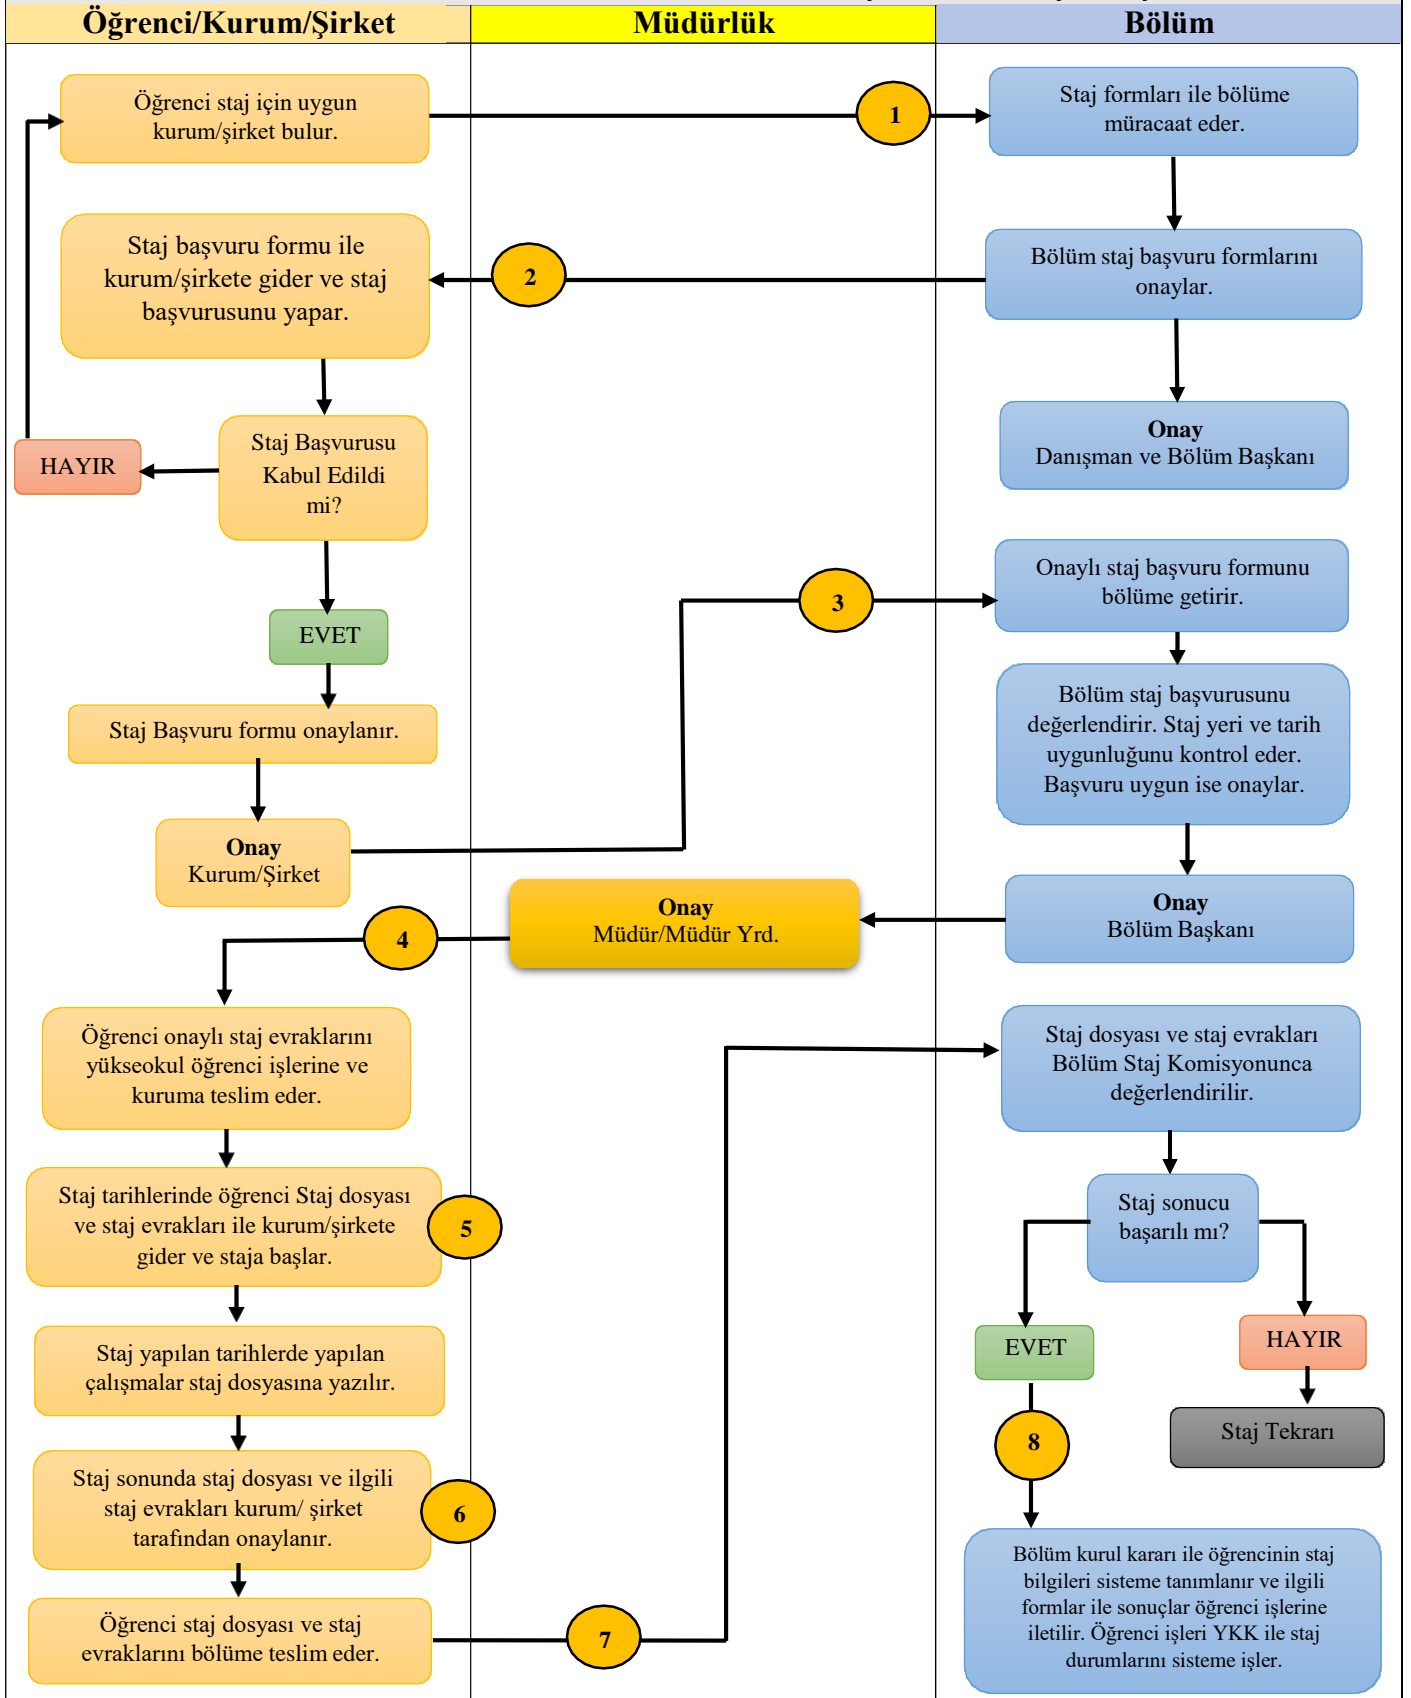 Öğrenci/Kurum/Şirket
Müdürlük
Bölüm
Öğrenci staj için uygun
kurum/şirket bulur.
1
Staj formları ile bölüme
müracaat eder.
Bölüm staj başvuru formlarını
onaylar.
2
Staj başvuru formu ile
kurum/şirkete gider ve staj
başvurusunu yapar.
Onay
Danışman ve Bölüm Başkanı
Staj Başvurusu
Kabul Edildi
mi?
HAYIR
EVET
Staj Başvuru formu onaylanır.
Onay
Kurum/Şirket
3
Onaylı staj başvuru formunu
bölüme getirir.
Bölüm staj başvurusunu
değerlendirir. Staj yeri ve tarih
uygunluğunu kontrol eder.
Başvuru uygun ise onaylar.
Onay
Bölüm Başkanı
Onay
Müdür/Müdür Yrd.
4
Öğrenci onaylı staj evraklarını
yükseokul öğrenci işlerine ve
kuruma teslim eder.
Staj tarihlerinde öğrenci Staj dosyası
ve staj evrakları ile kurum/şirkete
gider ve staja başlar.
5
Staj yapılan tarihlerde yapılan
çalışmalar staj dosyasına yazılır.
Staj sonunda staj dosyası ve ilgili
staj evrakları kurum/ şirket
tarafından onaylanır.
6
Öğrenci staj dosyası ve staj
evraklarını bölüme teslim eder.
7
Staj dosyası ve staj evrakları
Bölüm Staj Komisyonunca
değerlendirilir.
Staj sonucu
başarılı mı?
EVET
HAYIR
Staj Tekrarı
8
Bölüm kurul kararı ile öğrencinin staj
bilgileri sisteme tanımlanır ve ilgili
formlar ile sonuçlar öğrenci işlerine
iletilir. Öğrenci işleri YKK ile staj
durumlarını sisteme işler.